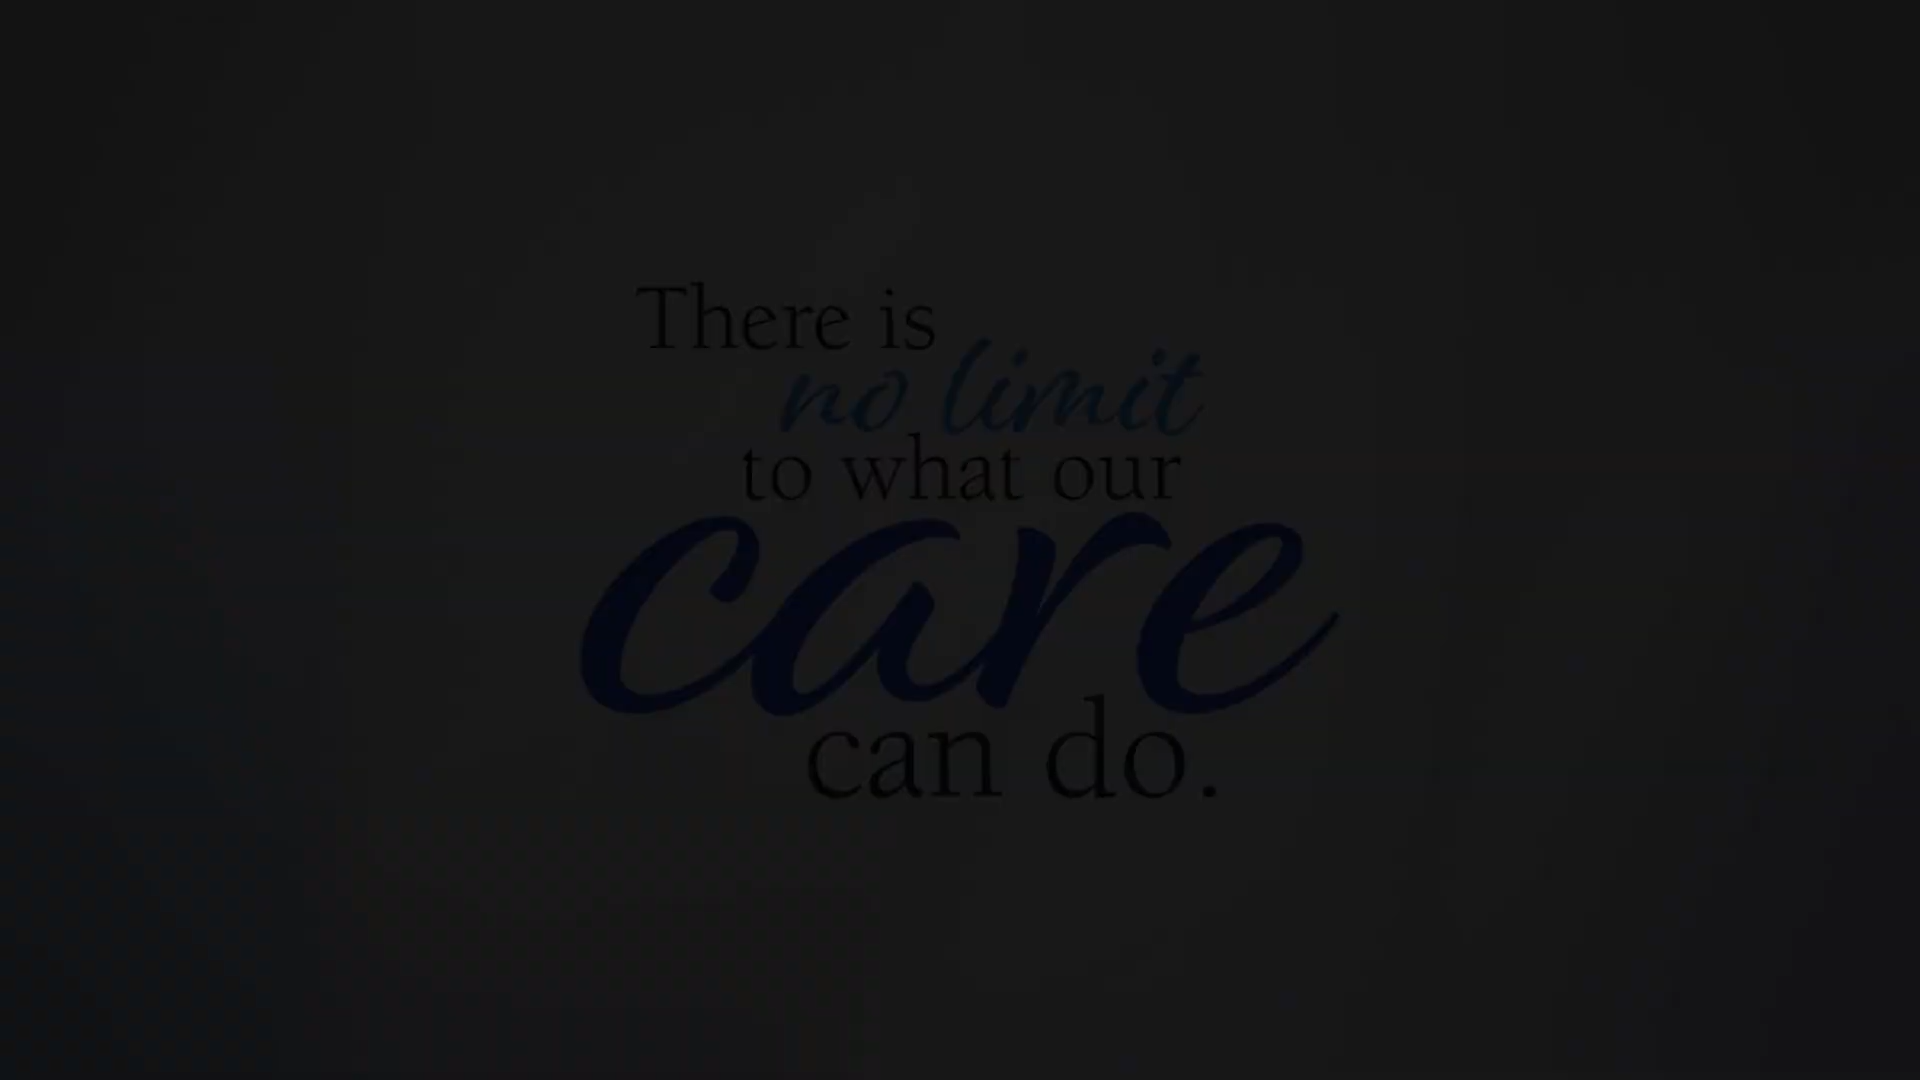 There is
no limit
to what our
care
can do.